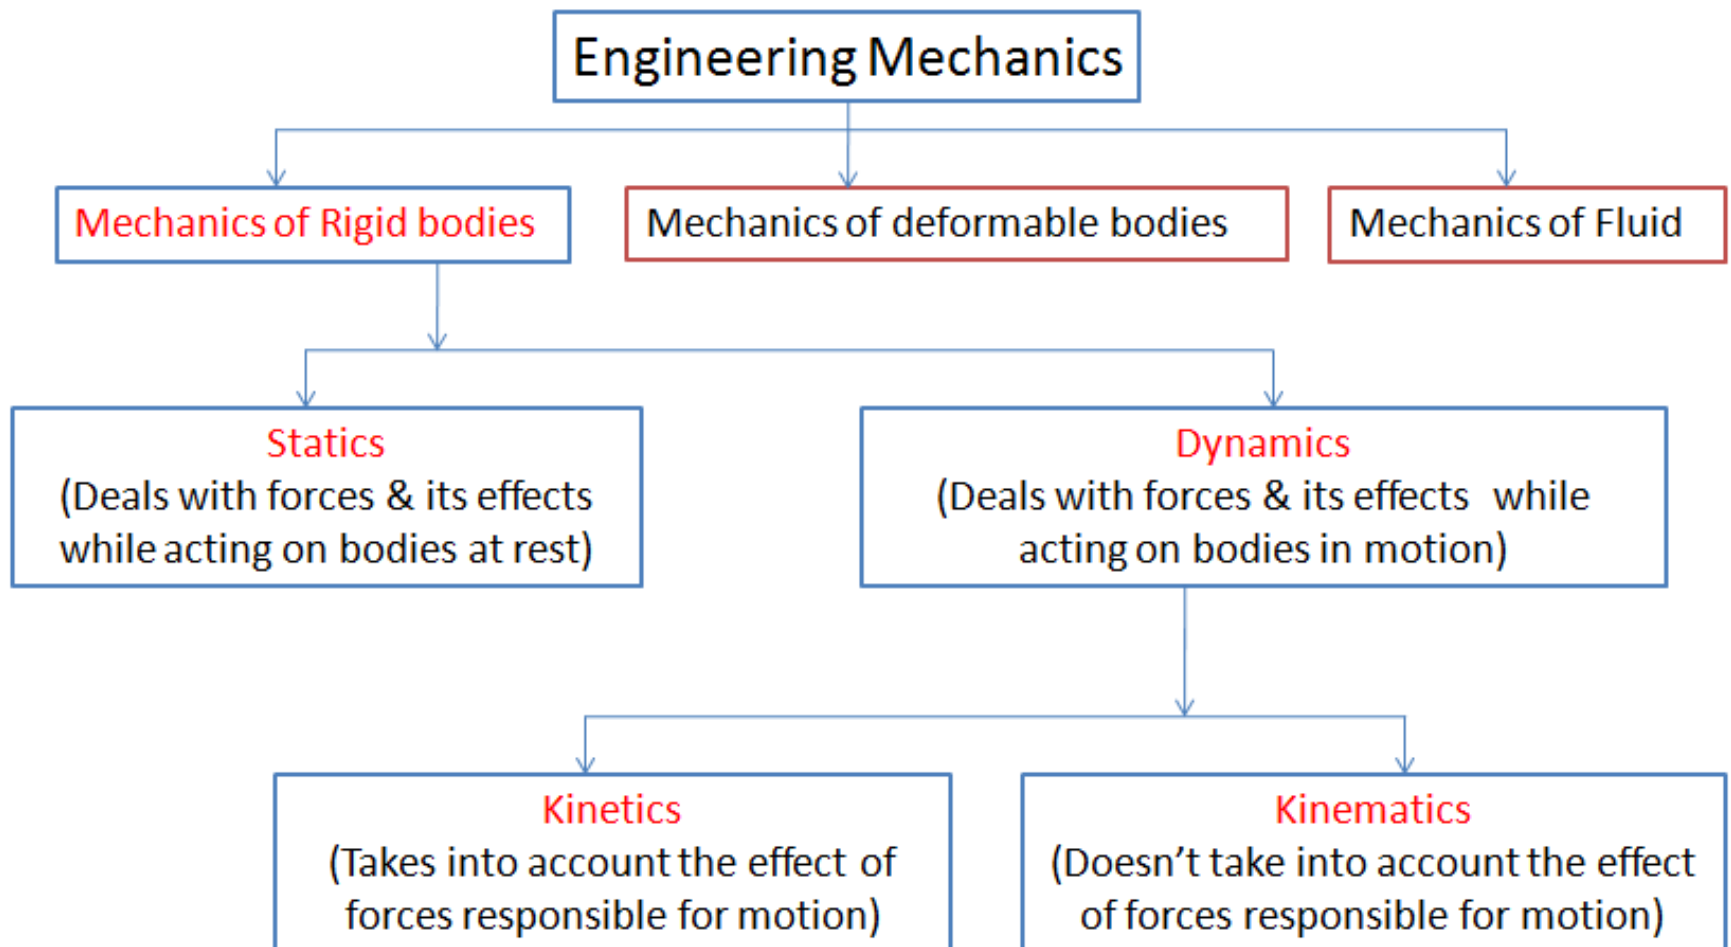 Engineering Mechanics
Mechanics of Rigid bodies
Mechanics of deformable bodies
Mechanics of Fluid
Statics
(Deals with forces & its effects
while acting on bodies at rest)
Dynamics
(Deals with forces & its effects while
acting on bodies in motion)
Kinetics
(Takes into account the effect of
forces responsible for motion)
Kinematics
(Doesn’t take into account the effect
of forces responsible for motion)